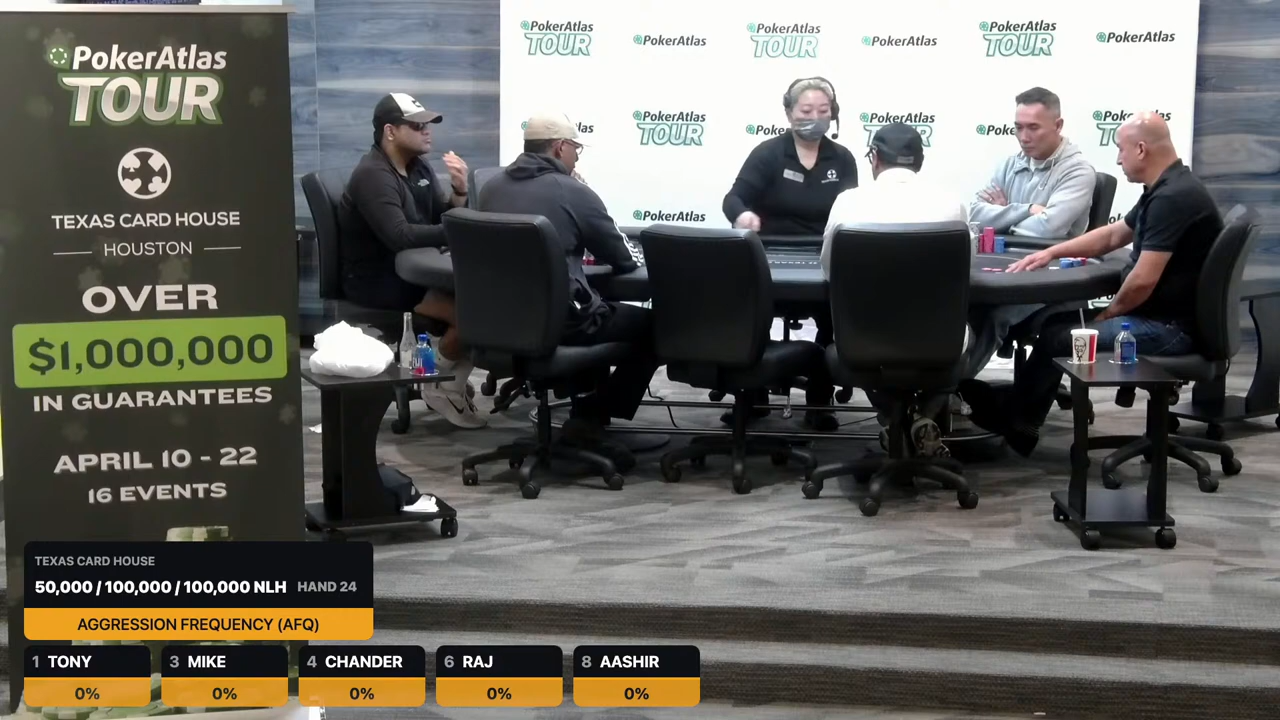 PokerAtlas
TOUR
TEXAS CARD HOUSE
HOUSTON
OVER
$1,000,000
IN GUARANTEES
APRIL 10 - 22
16 EVENTS
PokerAtlas
TOUR
PokerAtlas
PokerAtlas
TOUR
PokerAtlas
PokerAtlas
TOUR
PokerAtlas
PokerAtlas
TOUR
PokerAtlas
TEXAS CARD HOUSE
50,000 / 100,000 / 100,000 NLH HAND 24
AGGRESSION FREQUENCY (AFQ)
1 TONY
0%
3 MIKE
0%
4 CHANDER
0%
6 RAJ
0%
8 AASHIR
0%